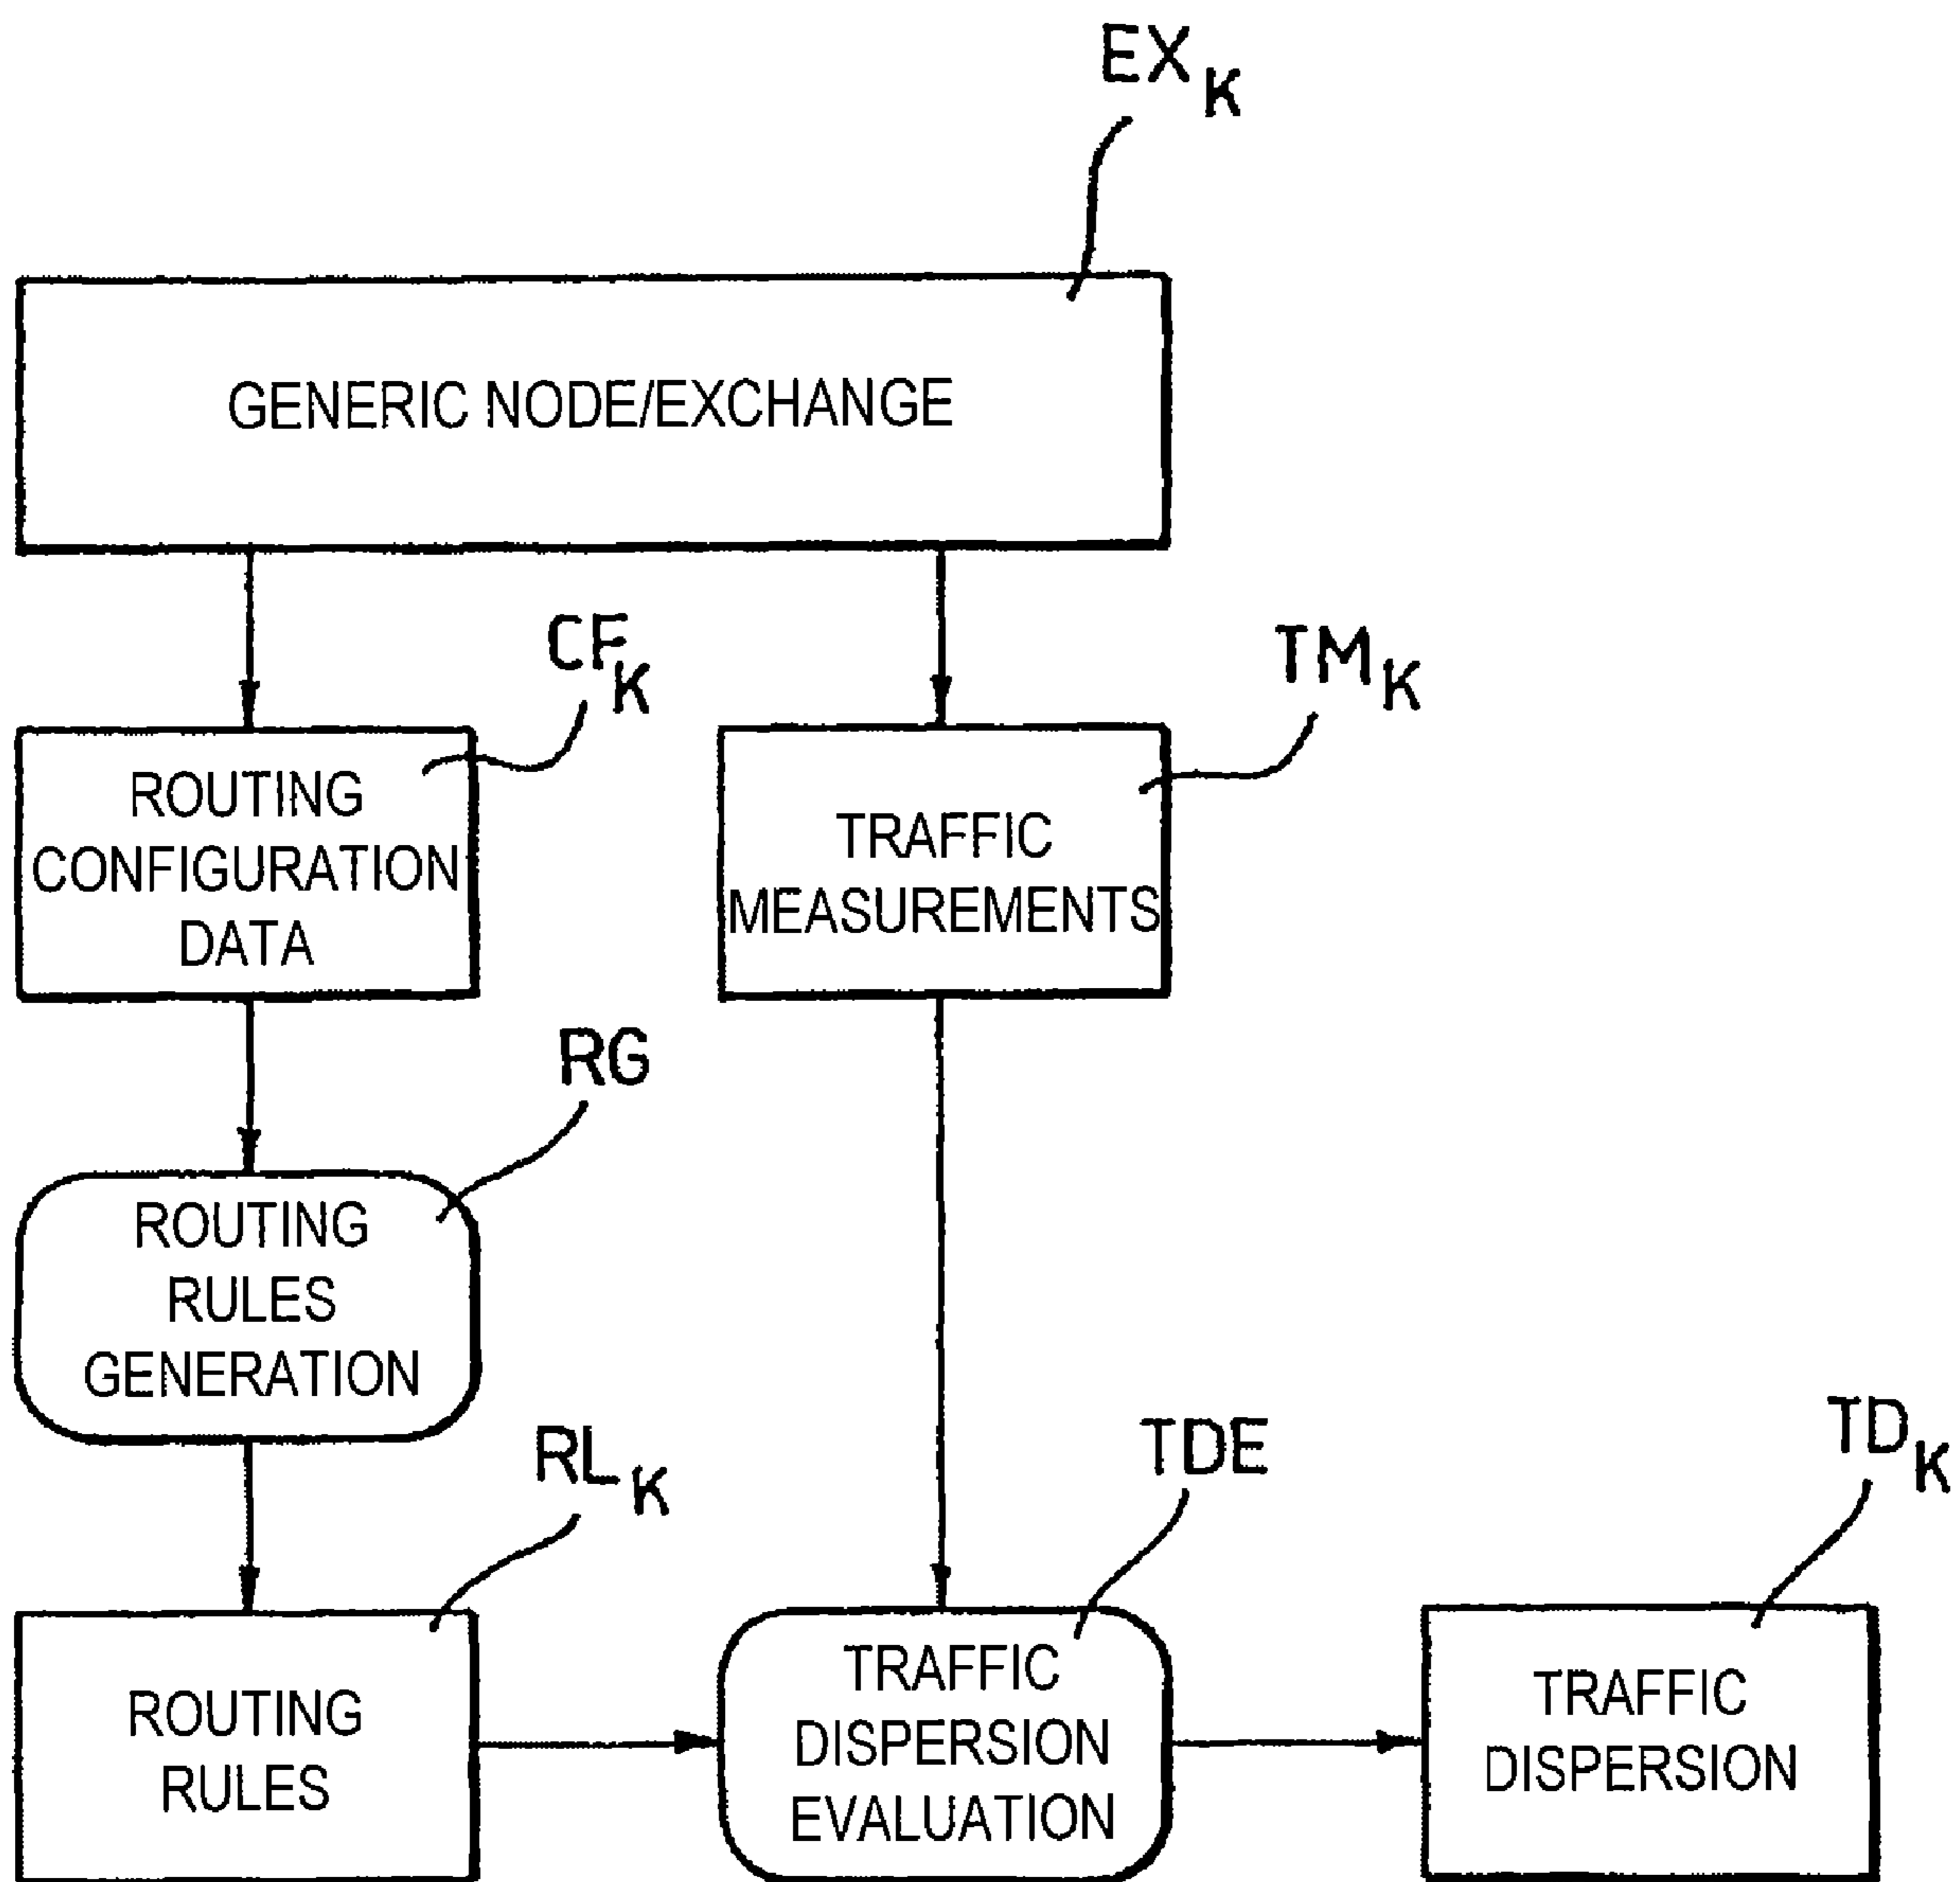 EXK
GENERIC NODE/EXCHANGE
CFK
TMK
ROUTING
CONFIGURATION
DATA
TRAFFIC
MEASUREMENTS
RG
ROUTING
RULES
GENERATION
RLK
TDE
TDK
ROUTING
RULES
TRAFFIC
DISPERSION
EVALUATION
TRAFFIC
DISPERSION